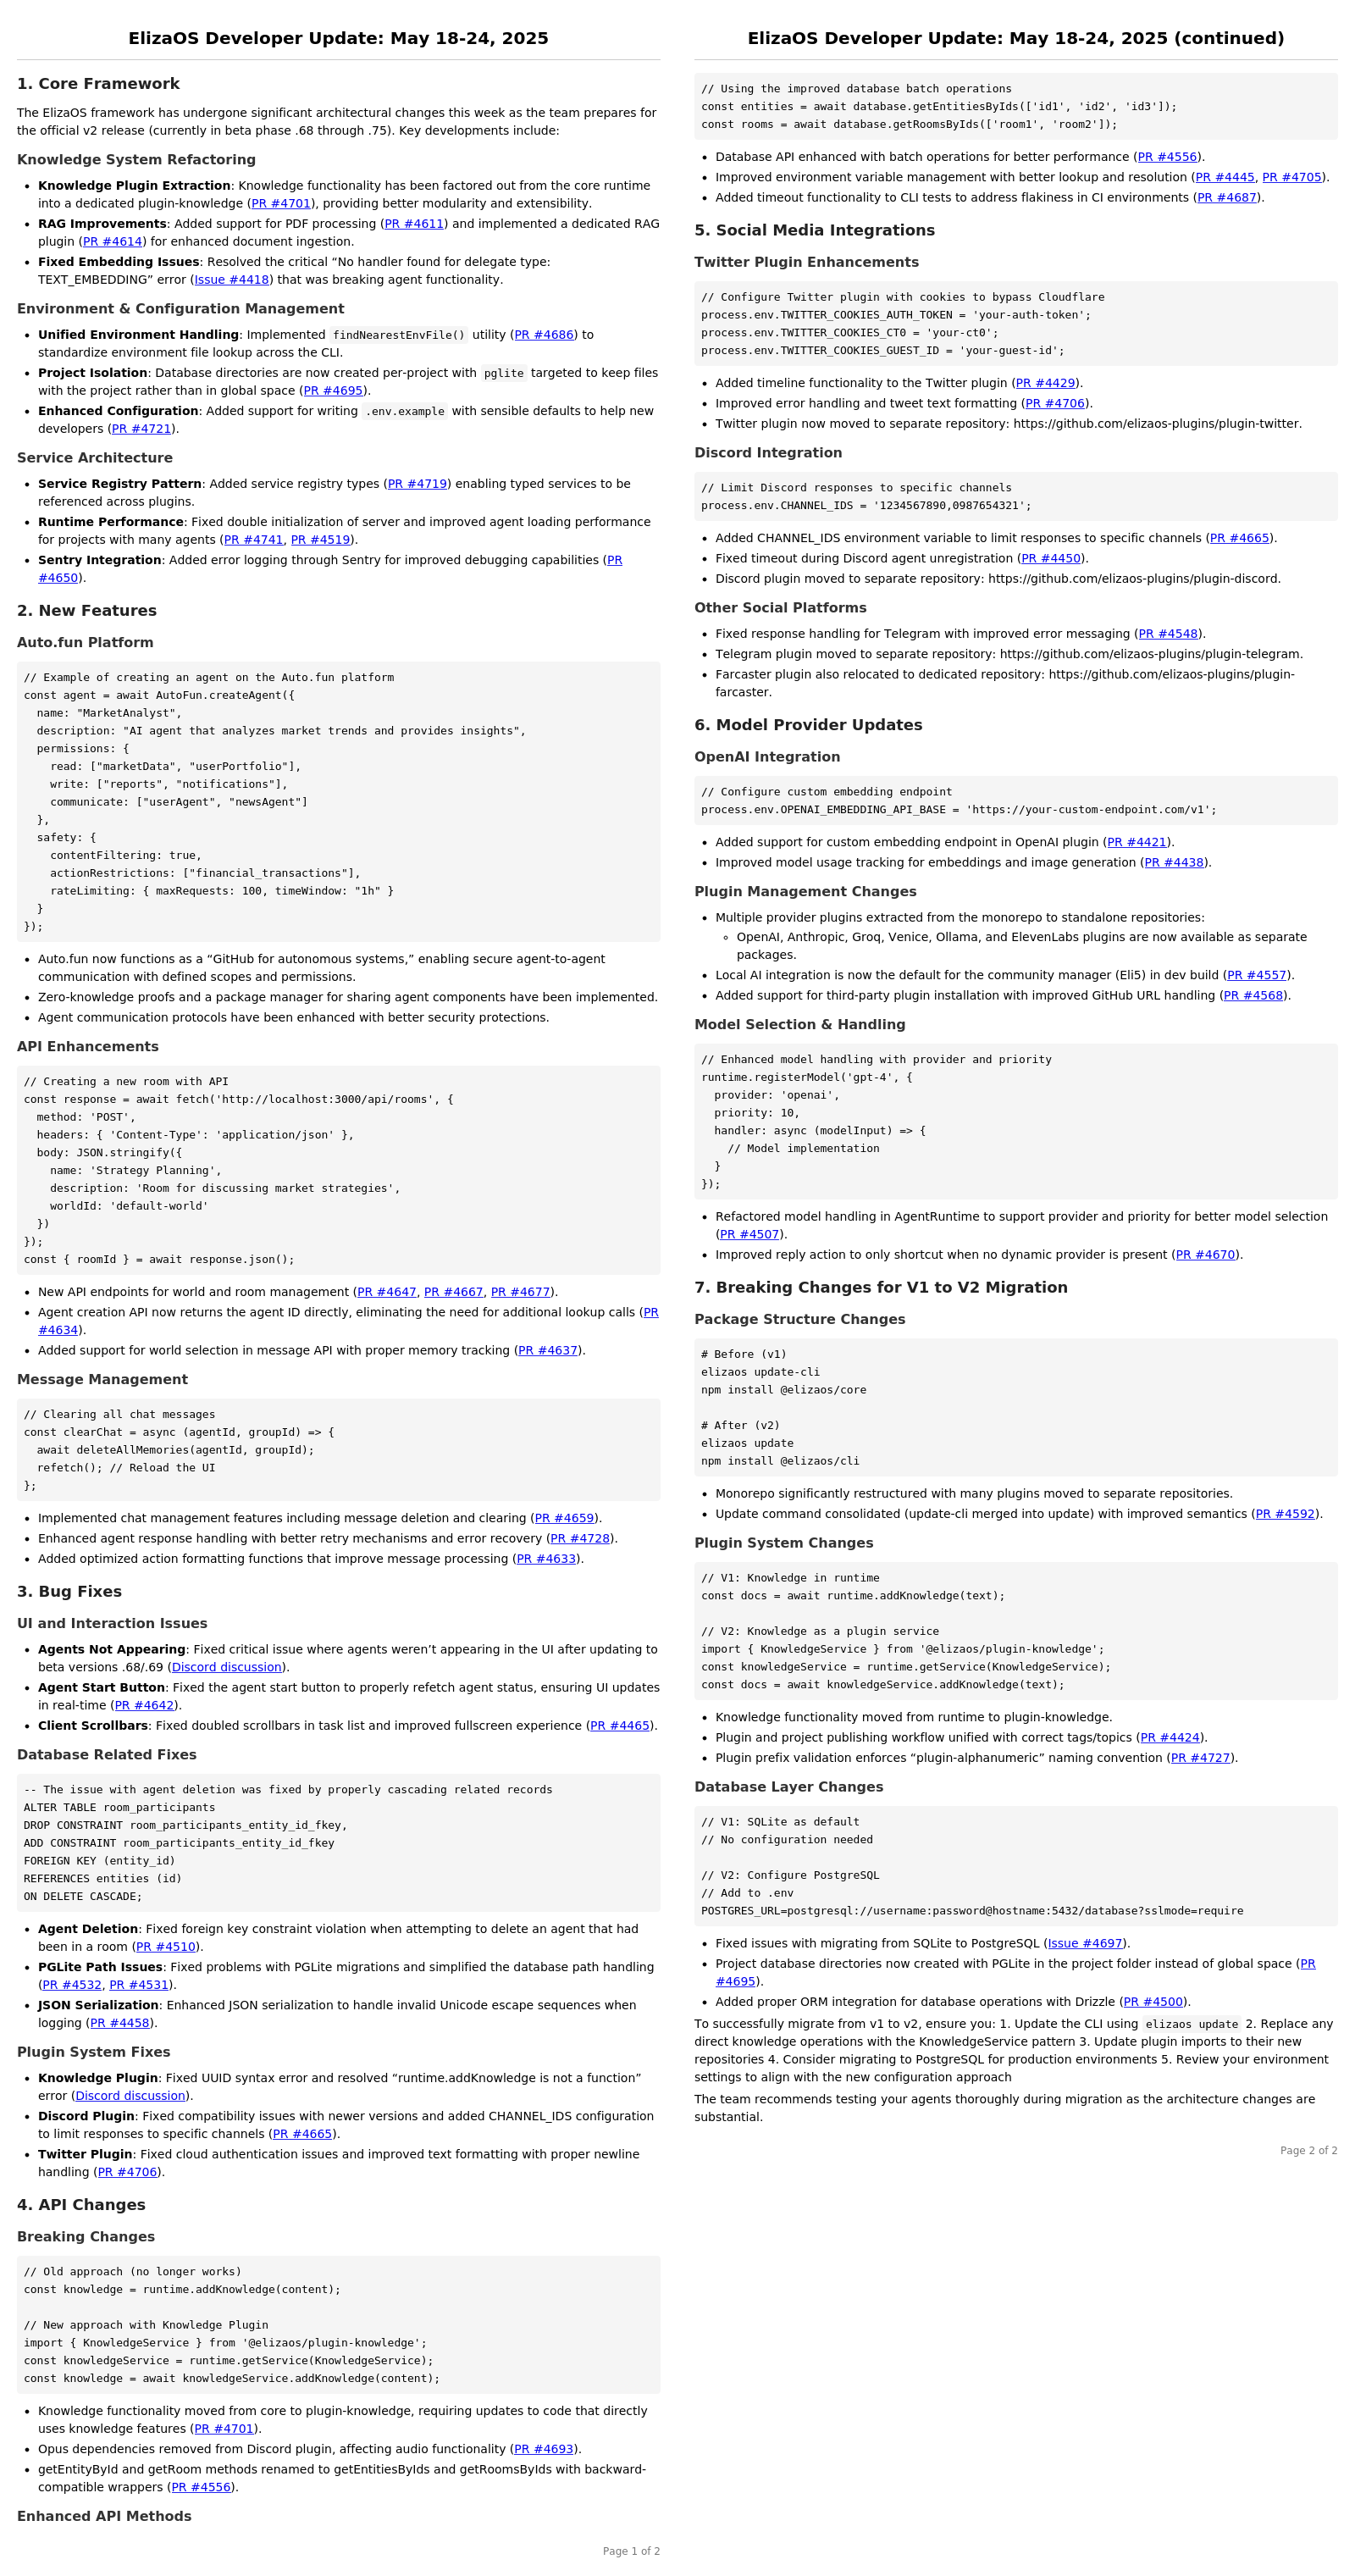 ElizaOS Developer Update: May 18-24, 2025
1. Core Framework
The ElizaOS framework has undergone significant architectural changes this week as the team prepares for
the official v2 release (currently in beta phase .68 through .75). Key developments include:
Knowledge System Refactoring
• Knowledge Plugin Extraction: Knowledge functionality has been factored out from the core runtime
into a dedicated plugin-knowledge (PR #4701), providing better modularity and extensibility.
• RAG Improvements: Added support for PDF processing (PR #4611) and implemented a dedicated RAG
plugin (PR #4614) for enhanced document ingestion.
• Fixed Embedding Issues: Resolved the critical “No handler found for delegate type:
TEXT_EMBEDDING” error (Issue #4418) that was breaking agent functionality.
Environment & Configuration Management
• Unified Environment Handling: Implemented findNearestEnvFile() utility (PR #4686) to
standardize environment file lookup across the CLI.
• Project Isolation: Database directories are now created per-project with pglite targeted to keep files
with the project rather than in global space (PR #4695).
• Enhanced Configuration: Added support for writing .env.example with sensible defaults to help new
developers (PR #4721).
Service Architecture
• Service Registry Pattern: Added service registry types (PR #4719) enabling typed services to be
referenced across plugins.
• Runtime Performance: Fixed double initialization of server and improved agent loading performance
for projects with many agents (PR #4741, PR #4519).
• Sentry Integration: Added error logging through Sentry for improved debugging capabilities (PR
#4650).
2. New Features
Auto.fun Platform
// Example of creating an agent on the Auto.fun platform
const agent = await AutoFun.createAgent({
  name: "MarketAnalyst",
  description: "AI agent that analyzes market trends and provides insights",
  permissions: {
    read: ["marketData", "userPortfolio"],
    write: ["reports", "notifications"],
    communicate: ["userAgent", "newsAgent"]
  },
  safety: {
    contentFiltering: true,
    actionRestrictions: ["financial_transactions"],
    rateLimiting: { maxRequests: 100, timeWindow: "1h" }
  }
});
• Auto.fun now functions as a “GitHub for autonomous systems,” enabling secure agent-to-agent
communication with defined scopes and permissions.
• Zero-knowledge proofs and a package manager for sharing agent components have been implemented.
• Agent communication protocols have been enhanced with better security protections.
API Enhancements
// Creating a new room with API
const response = await fetch('http://localhost:3000/api/rooms', {
  method: 'POST',
  headers: { 'Content-Type': 'application/json' },
  body: JSON.stringify({
    name: 'Strategy Planning',
    description: 'Room for discussing market strategies',
    worldId: 'default-world'
  })
});
const { roomId } = await response.json();
• New API endpoints for world and room management (PR #4647, PR #4667, PR #4677).
• Agent creation API now returns the agent ID directly, eliminating the need for additional lookup calls (PR
#4634).
• Added support for world selection in message API with proper memory tracking (PR #4637).
Message Management
// Clearing all chat messages
const clearChat = async (agentId, groupId) => {
  await deleteAllMemories(agentId, groupId);
  refetch(); // Reload the UI
};
• Implemented chat management features including message deletion and clearing (PR #4659).
• Enhanced agent response handling with better retry mechanisms and error recovery (PR #4728).
• Added optimized action formatting functions that improve message processing (PR #4633).
3. Bug Fixes
UI and Interaction Issues
• Agents Not Appearing: Fixed critical issue where agents weren’t appearing in the UI after updating to
beta versions .68/.69 (Discord discussion).
• Agent Start Button: Fixed the agent start button to properly refetch agent status, ensuring UI updates
in real-time (PR #4642).
• Client Scrollbars: Fixed doubled scrollbars in task list and improved fullscreen experience (PR #4465).
Database Related Fixes
-- The issue with agent deletion was fixed by properly cascading related records
ALTER TABLE room_participants
DROP CONSTRAINT room_participants_entity_id_fkey,
ADD CONSTRAINT room_participants_entity_id_fkey
FOREIGN KEY (entity_id)
REFERENCES entities (id)
ON DELETE CASCADE;
• Agent Deletion: Fixed foreign key constraint violation when attempting to delete an agent that had
been in a room (PR #4510).
• PGLite Path Issues: Fixed problems with PGLite migrations and simplified the database path handling
(PR #4532, PR #4531).
• JSON Serialization: Enhanced JSON serialization to handle invalid Unicode escape sequences when
logging (PR #4458).
Plugin System Fixes
• Knowledge Plugin: Fixed UUID syntax error and resolved “runtime.addKnowledge is not a function”
error (Discord discussion).
• Discord Plugin: Fixed compatibility issues with newer versions and added CHANNEL_IDS configuration
to limit responses to specific channels (PR #4665).
• Twitter Plugin: Fixed cloud authentication issues and improved text formatting with proper newline
handling (PR #4706).
4. API Changes
Breaking Changes
// Old approach (no longer works)
const knowledge = runtime.addKnowledge(content);

// New approach with Knowledge Plugin
import { KnowledgeService } from '@elizaos/plugin-knowledge';
const knowledgeService = runtime.getService(KnowledgeService);
const knowledge = await knowledgeService.addKnowledge(content);
• Knowledge functionality moved from core to plugin-knowledge, requiring updates to code that directly
uses knowledge features (PR #4701).
• Opus dependencies removed from Discord plugin, affecting audio functionality (PR #4693).
• getEntityById and getRoom methods renamed to getEntitiesByIds and getRoomsByIds with backward-
compatible wrappers (PR #4556).
Enhanced API Methods
Page 1 of 2
ElizaOS Developer Update: May 18-24, 2025 (continued)
// Using the improved database batch operations
const entities = await database.getEntitiesByIds(['id1', 'id2', 'id3']);
const rooms = await database.getRoomsByIds(['room1', 'room2']);
• Database API enhanced with batch operations for better performance (PR #4556).
• Improved environment variable management with better lookup and resolution (PR #4445, PR #4705).
• Added timeout functionality to CLI tests to address flakiness in CI environments (PR #4687).
5. Social Media Integrations
Twitter Plugin Enhancements
// Configure Twitter plugin with cookies to bypass Cloudflare
process.env.TWITTER_COOKIES_AUTH_TOKEN = 'your-auth-token';
process.env.TWITTER_COOKIES_CT0 = 'your-ct0';
process.env.TWITTER_COOKIES_GUEST_ID = 'your-guest-id';
• Added timeline functionality to the Twitter plugin (PR #4429).
• Improved error handling and tweet text formatting (PR #4706).
• Twitter plugin now moved to separate repository: https://github.com/elizaos-plugins/plugin-twitter.
Discord Integration
// Limit Discord responses to specific channels
process.env.CHANNEL_IDS = '1234567890,0987654321';
• Added CHANNEL_IDS environment variable to limit responses to specific channels (PR #4665).
• Fixed timeout during Discord agent unregistration (PR #4450).
• Discord plugin moved to separate repository: https://github.com/elizaos-plugins/plugin-discord.
Other Social Platforms
• Fixed response handling for Telegram with improved error messaging (PR #4548).
• Telegram plugin moved to separate repository: https://github.com/elizaos-plugins/plugin-telegram.
• Farcaster plugin also relocated to dedicated repository: https://github.com/elizaos-plugins/plugin-
farcaster.
6. Model Provider Updates
OpenAI Integration
// Configure custom embedding endpoint
process.env.OPENAI_EMBEDDING_API_BASE = 'https://your-custom-endpoint.com/v1';
• Added support for custom embedding endpoint in OpenAI plugin (PR #4421).
• Improved model usage tracking for embeddings and image generation (PR #4438).
Plugin Management Changes
• Multiple provider plugins extracted from the monorepo to standalone repositories:
◦ OpenAI, Anthropic, Groq, Venice, Ollama, and ElevenLabs plugins are now available as separate
packages.
• Local AI integration is now the default for the community manager (Eli5) in dev build (PR #4557).
• Added support for third-party plugin installation with improved GitHub URL handling (PR #4568).
Model Selection & Handling
// Enhanced model handling with provider and priority
runtime.registerModel('gpt-4', {
  provider: 'openai',
  priority: 10,
  handler: async (modelInput) => {
    // Model implementation
  }
});
• Refactored model handling in AgentRuntime to support provider and priority for better model selection
(PR #4507).
• Improved reply action to only shortcut when no dynamic provider is present (PR #4670).
7. Breaking Changes for V1 to V2 Migration
Package Structure Changes
# Before (v1)
elizaos update-cli
npm install @elizaos/core

# After (v2)
elizaos update
npm install @elizaos/cli
• Monorepo significantly restructured with many plugins moved to separate repositories.
• Update command consolidated (update-cli merged into update) with improved semantics (PR #4592).
Plugin System Changes
// V1: Knowledge in runtime
const docs = await runtime.addKnowledge(text);

// V2: Knowledge as a plugin service
import { KnowledgeService } from '@elizaos/plugin-knowledge';
const knowledgeService = runtime.getService(KnowledgeService);
const docs = await knowledgeService.addKnowledge(text);
• Knowledge functionality moved from runtime to plugin-knowledge.
• Plugin and project publishing workflow unified with correct tags/topics (PR #4424).
• Plugin prefix validation enforces “plugin-alphanumeric” naming convention (PR #4727).
Database Layer Changes
// V1: SQLite as default
// No configuration needed

// V2: Configure PostgreSQL
// Add to .env
POSTGRES_URL=postgresql://username:password@hostname:5432/database?sslmode=require
• Fixed issues with migrating from SQLite to PostgreSQL (Issue #4697).
• Project database directories now created with PGLite in the project folder instead of global space (PR
#4695).
• Added proper ORM integration for database operations with Drizzle (PR #4500).
To successfully migrate from v1 to v2, ensure you: 1. Update the CLI using elizaos update 2. Replace any
direct knowledge operations with the KnowledgeService pattern 3. Update plugin imports to their new
repositories 4. Consider migrating to PostgreSQL for production environments 5. Review your environment
settings to align with the new configuration approach
The team recommends testing your agents thoroughly during migration as the architecture changes are
substantial.
Page 2 of 2